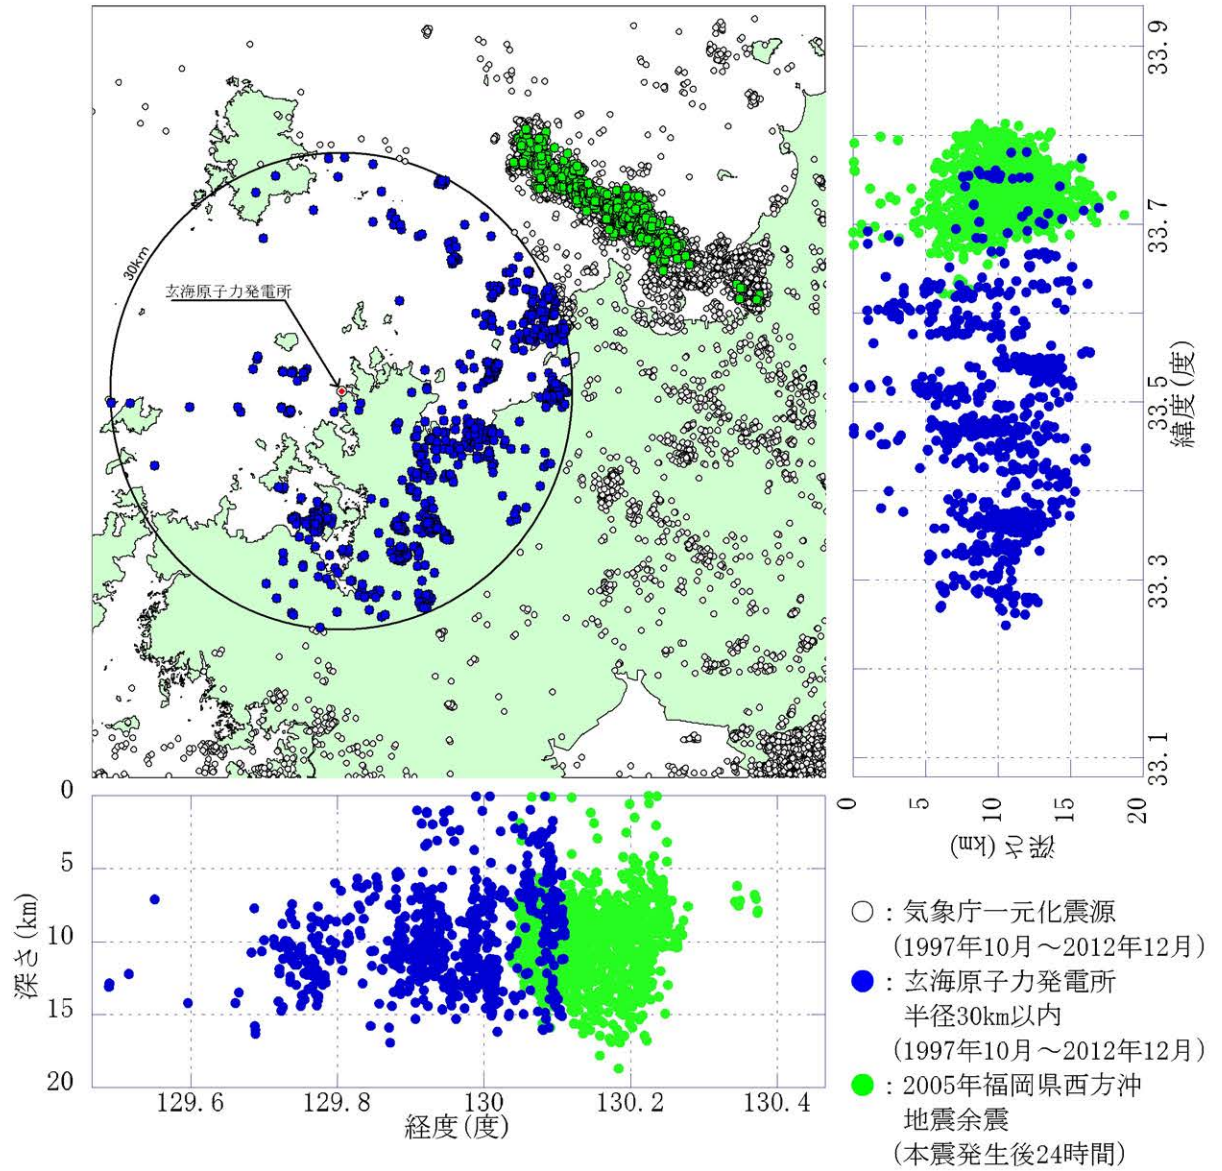 30km
玄海原子力発電所
33.9
33.7
33.5
33.3
33.1
緯度(度)
0
5
10
15
20
深さ(km)
0
5
10
15
20
深さ(km)
129.6
129.8
130
130.2
130.4
経度(度)
○：気象庁一元化震源
(1997年10月～2012年12月)
●：玄海原子力発電所
半径30km以内
(1997年10月～2012年12月)
●：2005年福岡県西方沖
地震余震
(本震発生後24時間)